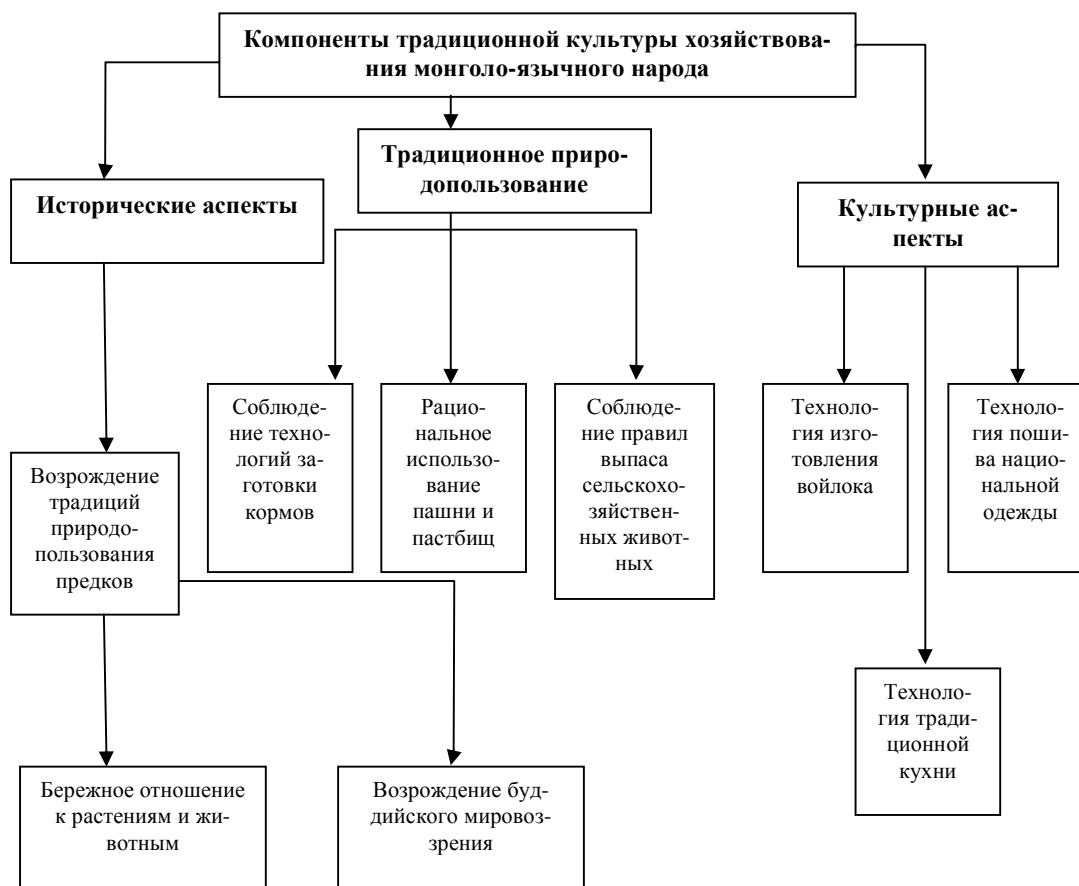 Компоненты традиционной культуры хозяйствова-
ния монголо-язычного народа
Традиционное приро-
допользование
Исторические аспекты
Культурные ас-
пекты
Соблюде-
ние техно-
логий за-
готовки
кормов
Рацио-
нальное
использо-
вание
пашни и
пастбищ
Соблюде-
ние правил
выпаса
сельскохо-
зяйствен-
ных живот-
ных
Техноло-
гия изго-
товления
войлока
Техноло-
гия поши-
ва нацио-
нальной
одежды
Возрождение
традиций
природо-
пользования
предков
Техноло-
гия тради-
ционной
кухни
Бережное отношение
к растениям и жи-
вотным
Возрождение буд-
дийского мировоз-
зрения